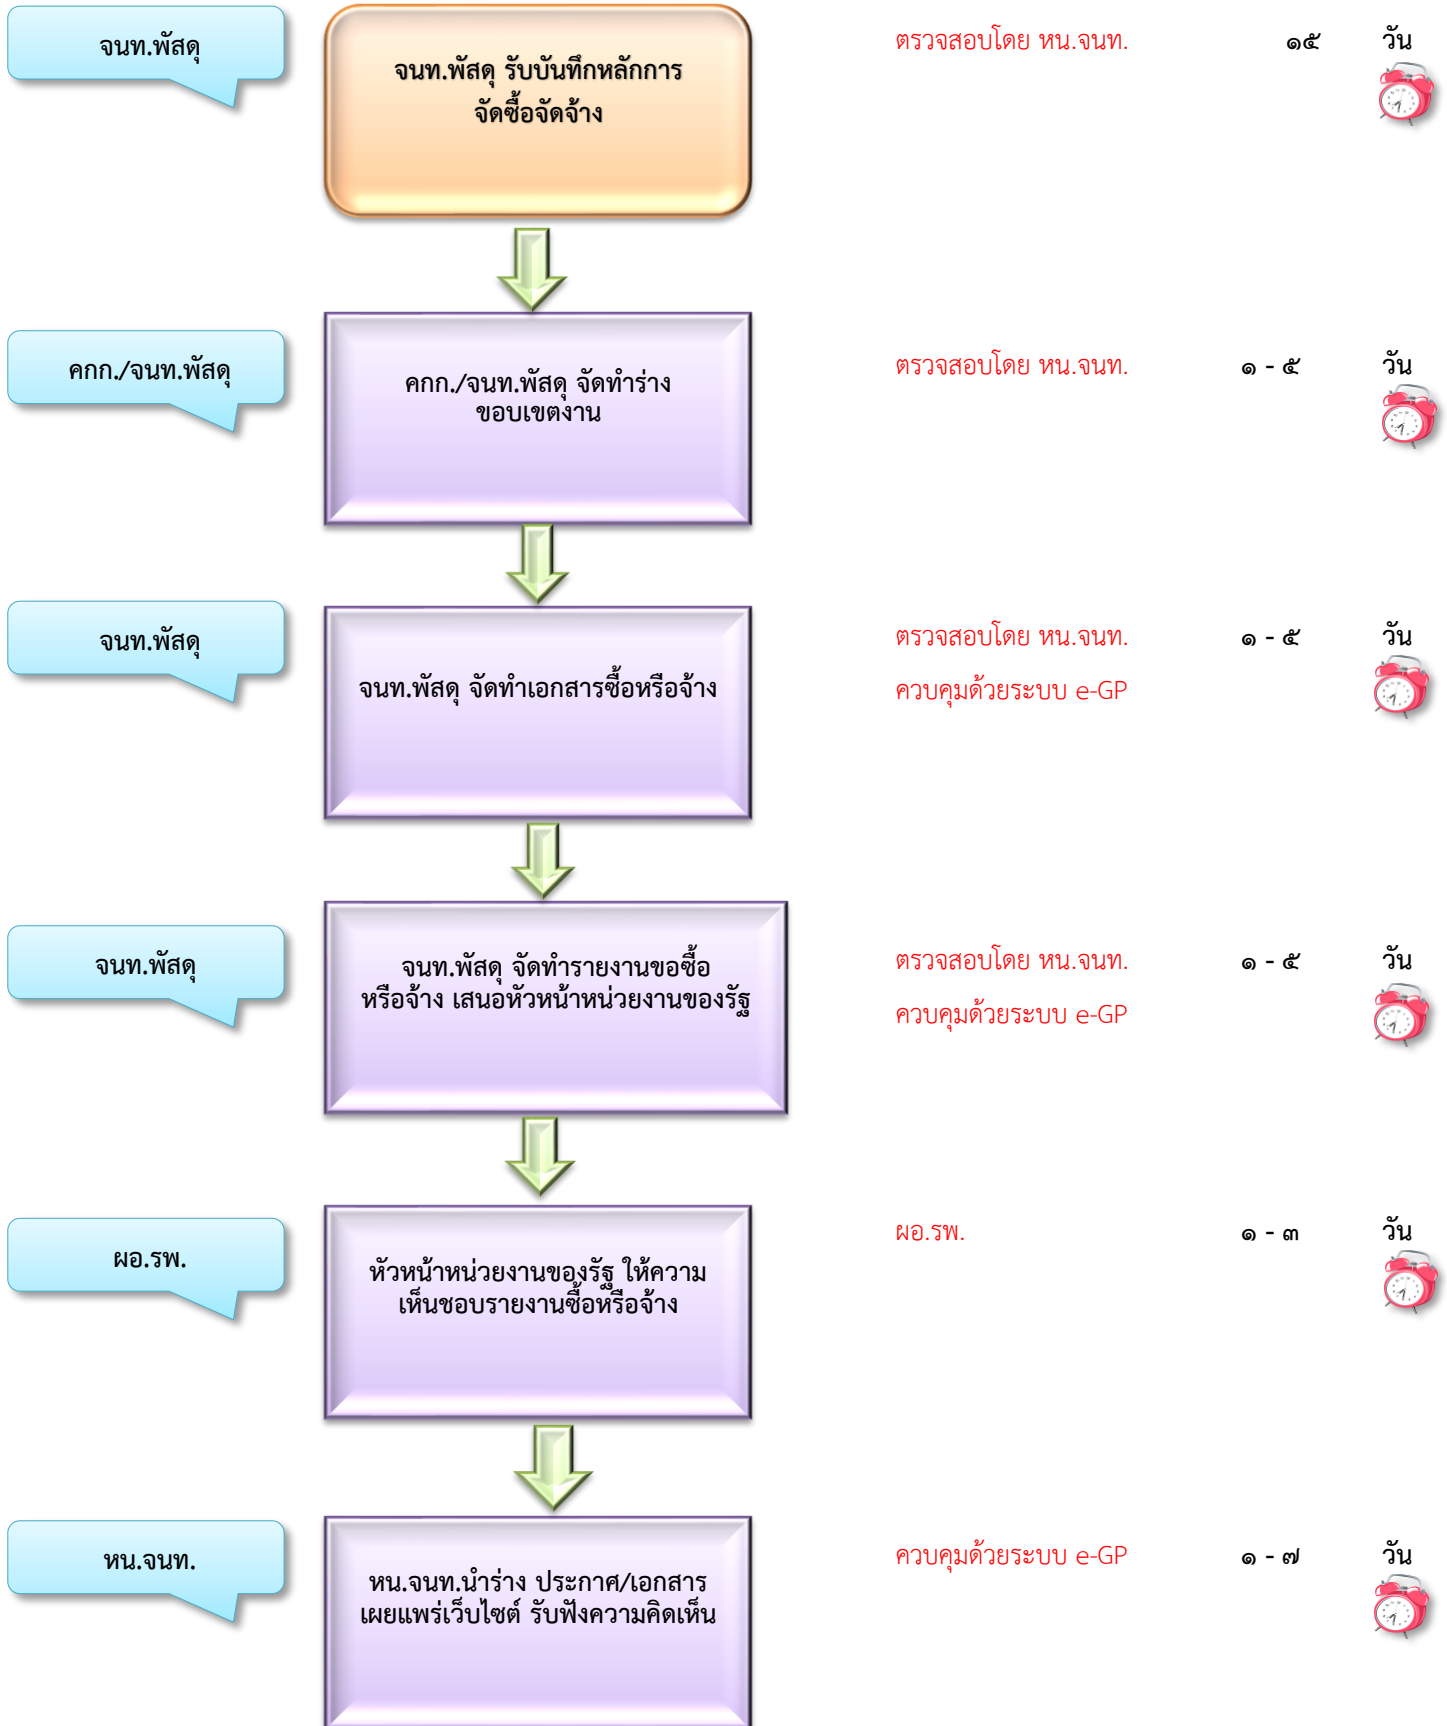 จนท.พัสดุ
จนท.พัสดุ รับบันทึกหลักการ
จัดซื้อจัดจ้าง
ตรวจสอบโดย หน.จนท. ๑๕ วัน
คกก./จนท.พัสดุ
คกก./จนท.พัสดุ จัดทำร่าง
ขอบเขตงาน
ตรวจสอบโดย หน.จนท. ๑ - ๕ วัน
จนท.พัสดุ
จนท.พัสดุ จัดทำเอกสารซื้อหรือจ้าง
ตรวจสอบโดย หน.จนท. ๑ - ๕ วัน
ควบคุมด้วยระบบ e-GP
จนท.พัสดุ
จนท.พัสดุ จัดทำรายงานขอซื้อ
หรือจ้าง เสนอหัวหน้าหน่วยงานของรัฐ
ตรวจสอบโดย หน.จนท. ๑ - ๕ วัน
ควบคุมด้วยระบบ e-GP
ผอ.รพ.
หัวหน้าหน่วยงานของรัฐ ให้ความ
เห็นชอบรายงานซื้อหรือจ้าง
ผอ.รพ. ๑ - ๓ วัน
หน.จนท.
หน.จนท.นำร่าง ประกาศ/เอกสาร
เผยแพร่เว็บไซต์ รับฟังความคิดเห็น
ควบคุมด้วยระบบ e-GP ๑ - ๗ วัน